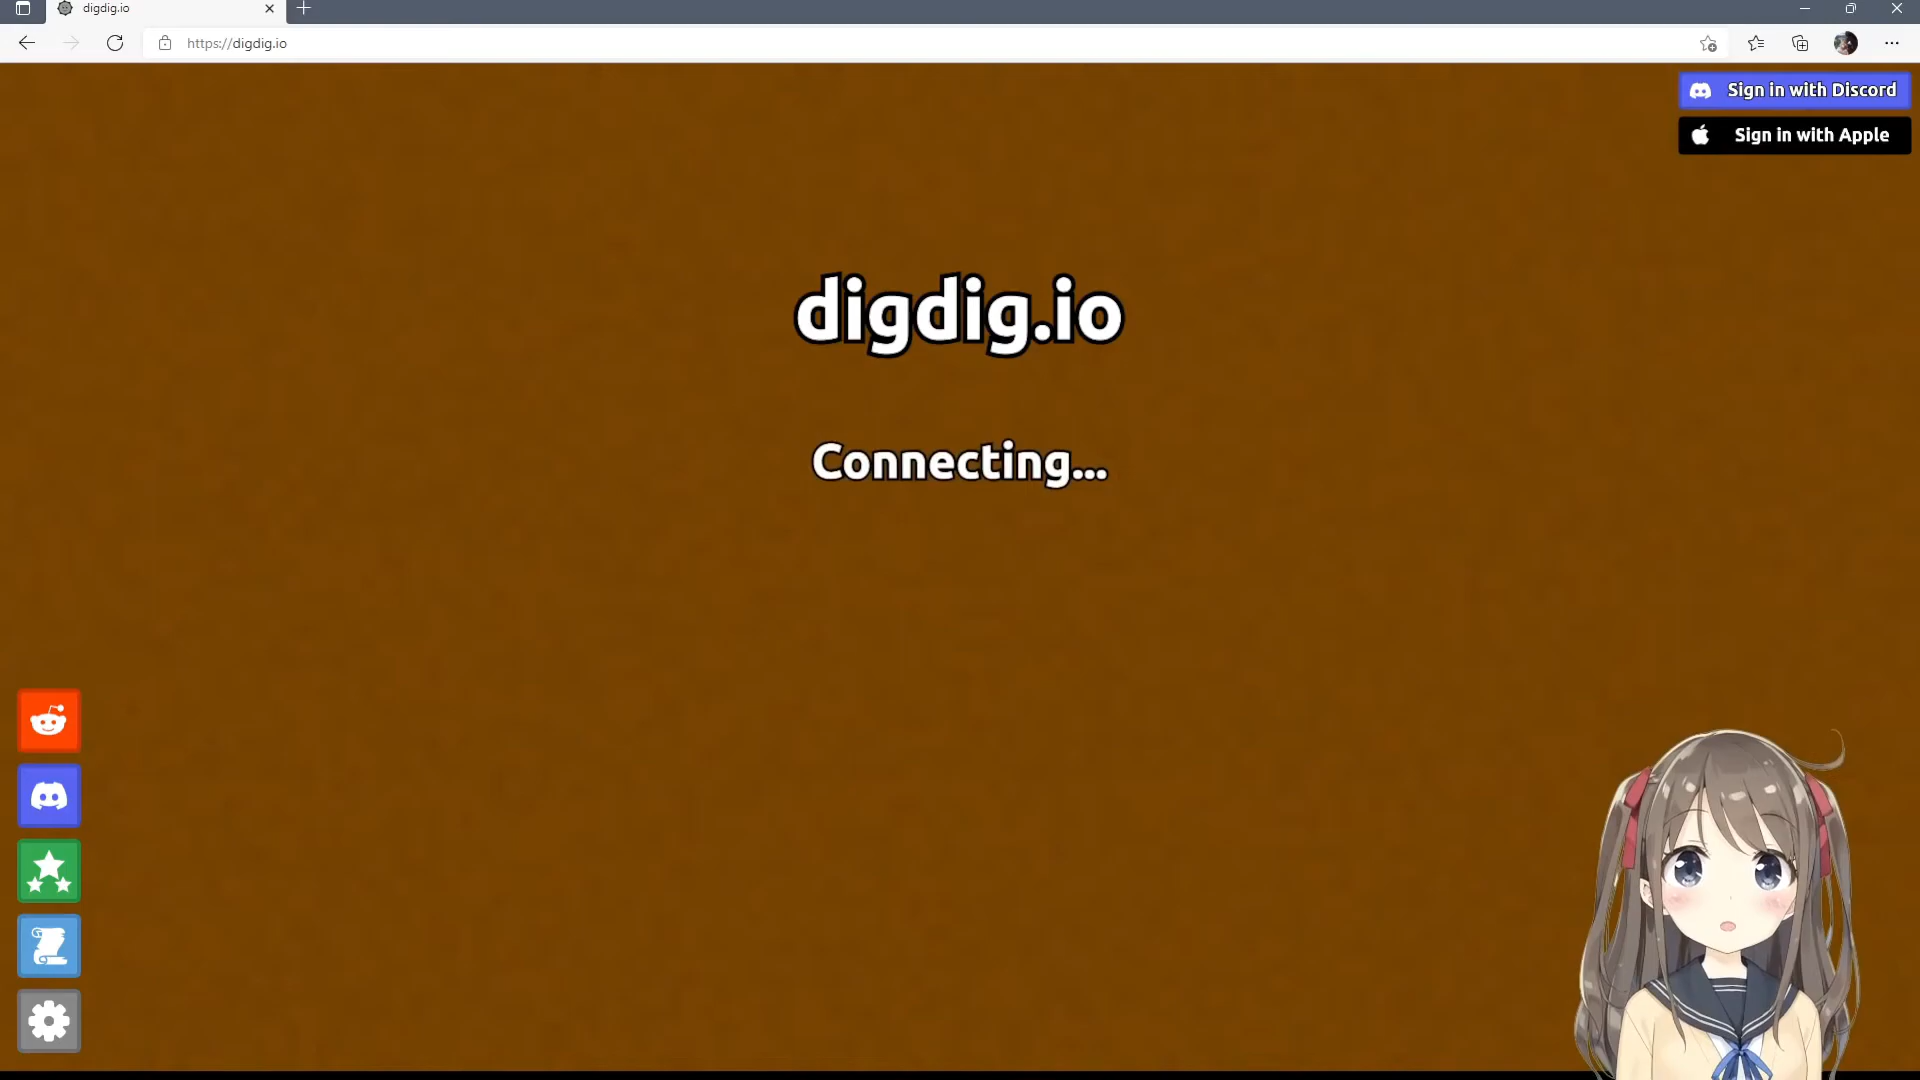 digdig.io
https://digdig.io
Sign in with Discord
Sign in with Apple
digdig.io
Connecting...